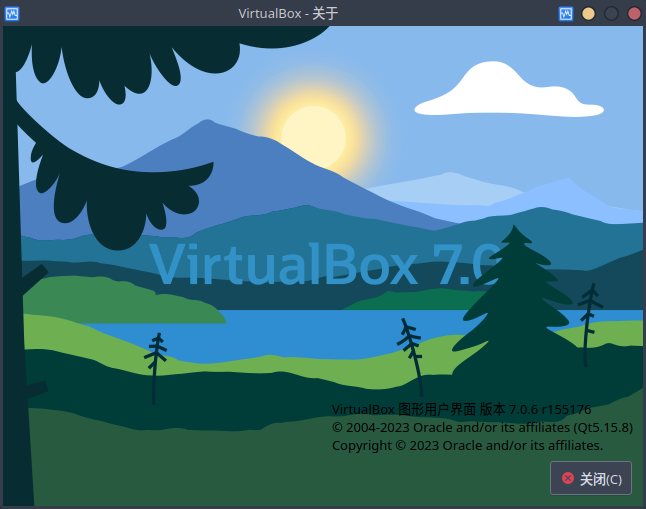 VirtualBox - 关于
VirtualBox 7.0
VirtualBox 图形用户界面 版本 7.0.6 r155176
© 2004-2023 Oracle and/or its affiliates (Qt5.15.8)
Copyright © 2023 Oracle and/or its affiliates.
关闭(C)